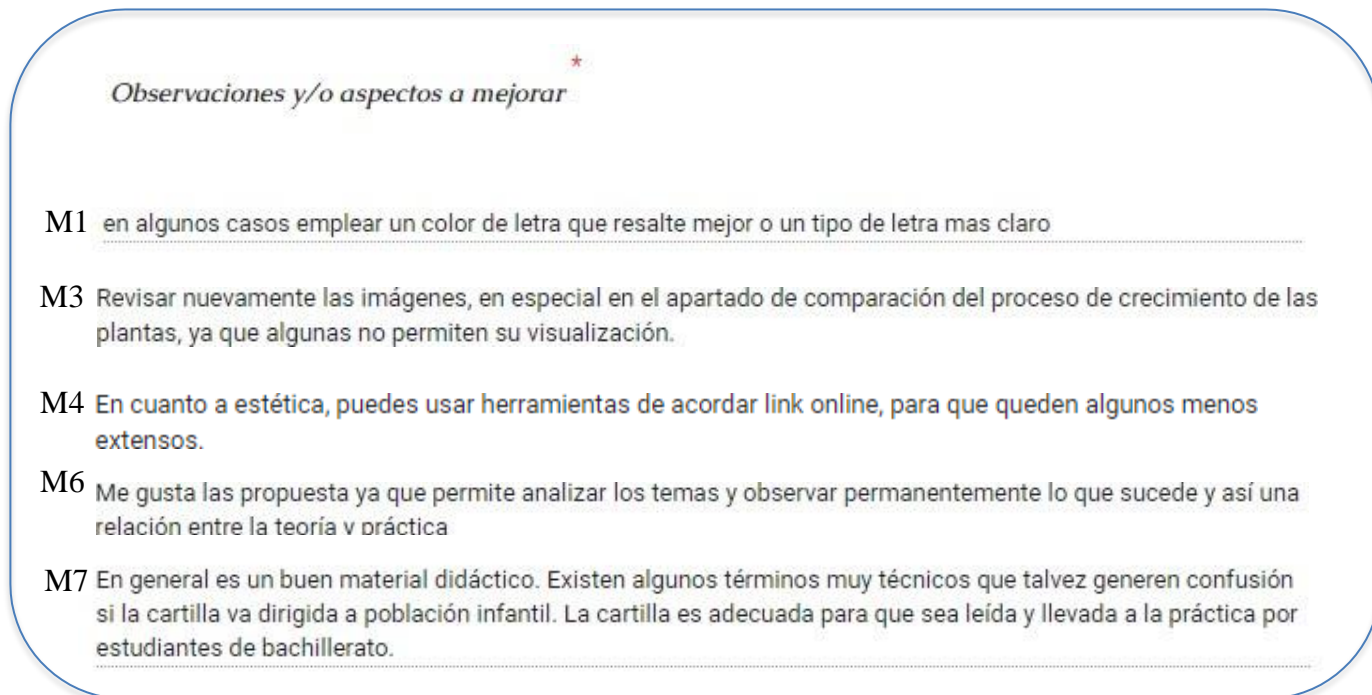 *
Observaciones y/o aspectos a mejorar
M1 en algunos casos emplear un color de letra que resalte mejor o un tipo de letra mas claro
M3 Revisar nuevamente las imágenes, en especial en el apartado de comparación del proceso de crecimiento de las
plantas, ya que algunas no permiten su visualización.
M4 En cuanto a estética, puedes usar herramientas de acordar link online, para que queden algunos menos
extensos.
M6 Me gusta las propuesta ya que permite analizar los temas y observar permanentemente lo que sucede y así una
relación entre la teoría y práctica
M7 En general es un buen material didáctico. Existen algunos términos muy técnicos que talvez generen confusión
si la cartilla va dirigida a población infantil. La cartilla es adecuada para que sea leída y llevada a la práctica por
estudiantes de bachillerato.